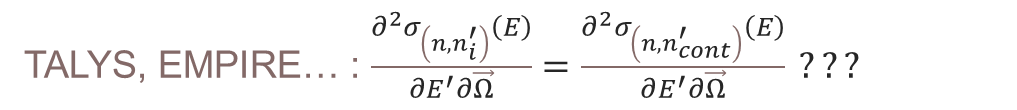 TALYS, EMPIRE… : ∂²σ_(n,n′_i)(E) / ∂E′∂Ω⃗ = ∂²σ_(n,n′_cont)(E) / ∂E′∂Ω⃗ ???